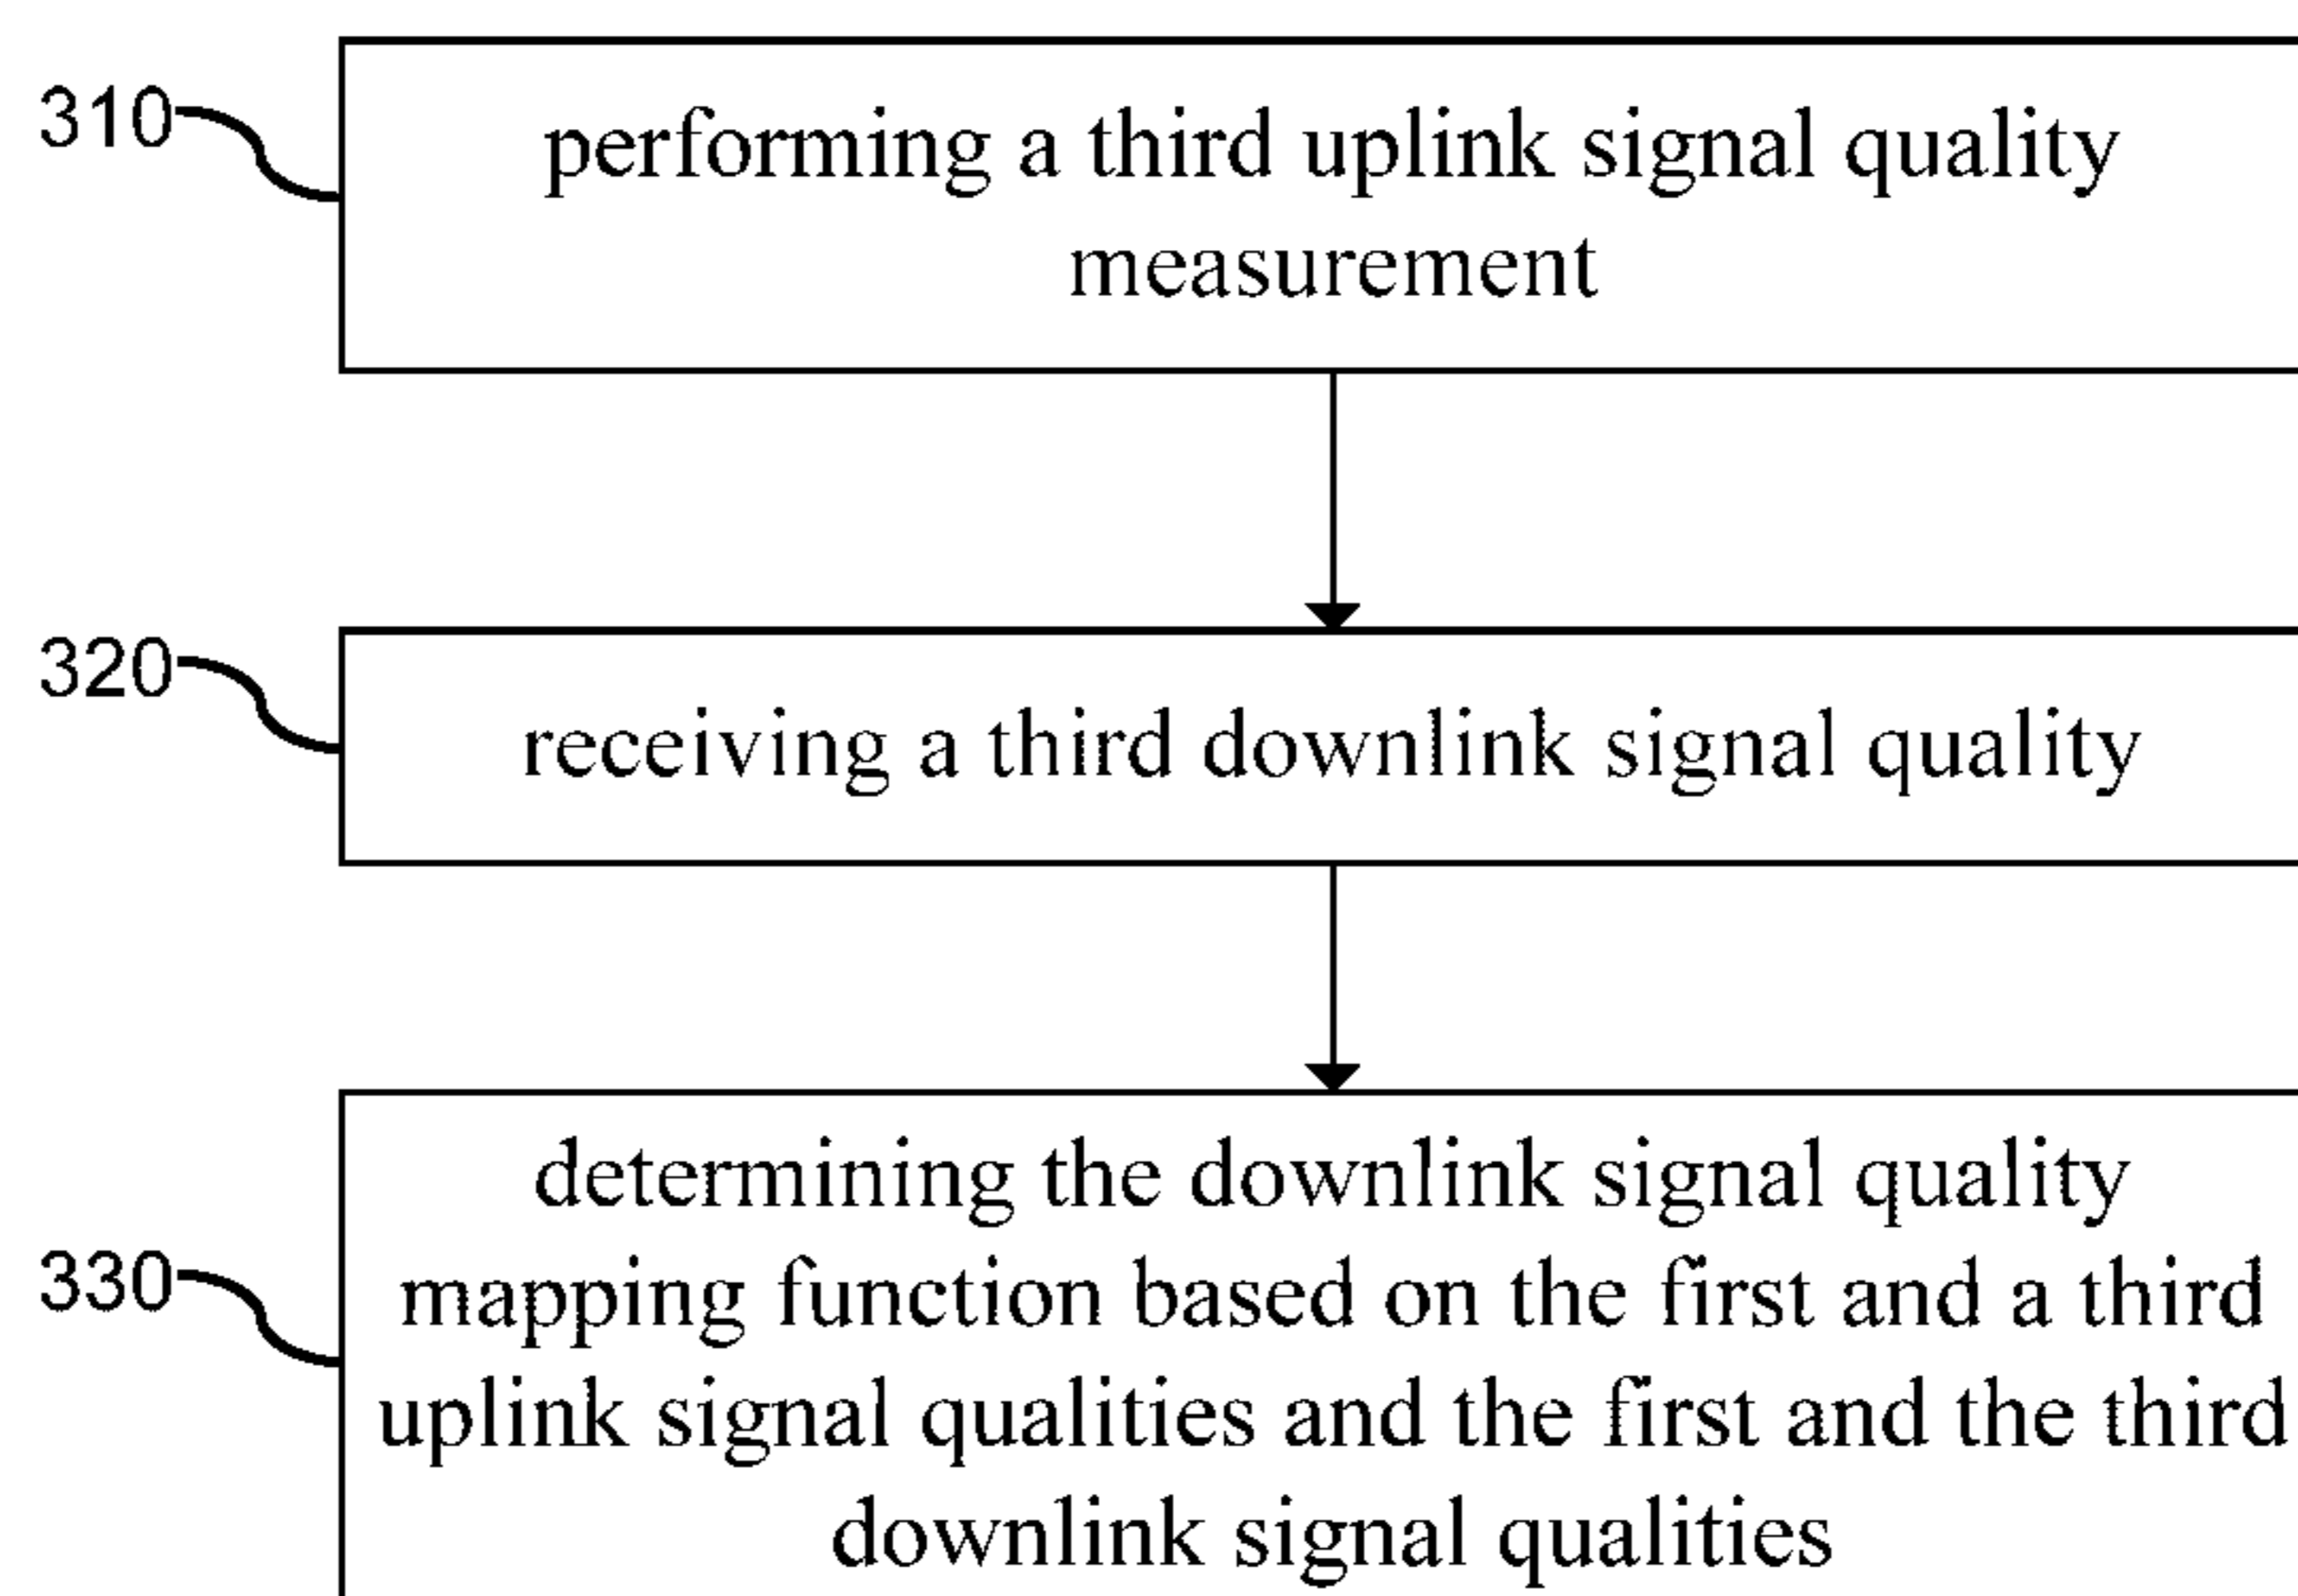 310
performing a third uplink signal quality
measurement
320
receiving a third downlink signal quality
330
determining the downlink signal quality
mapping function based on the first and a third
uplink signal qualities and the first and the third
downlink signal qualities